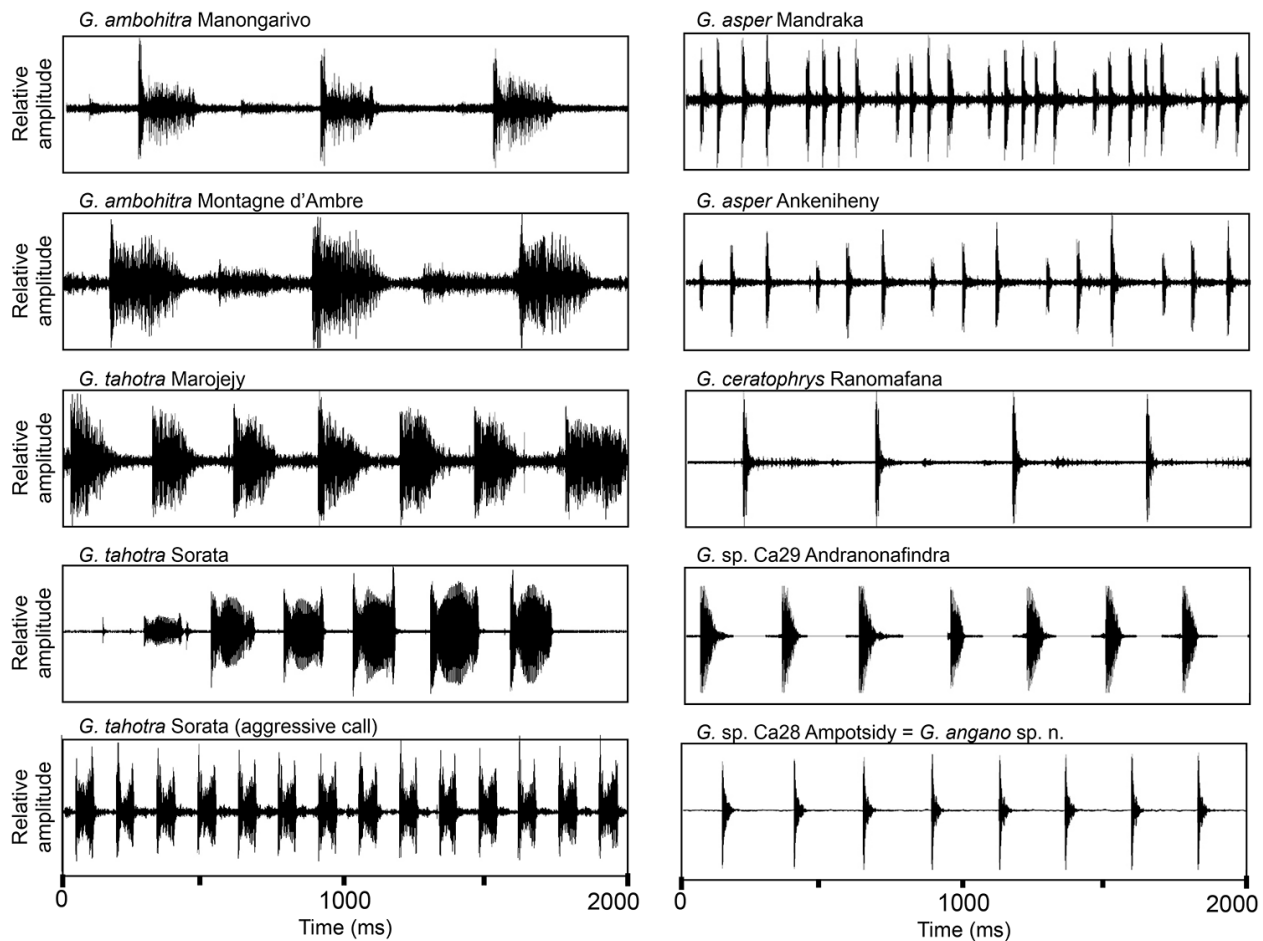 G. ambohitra Manongarivo
Relative
amplitude
G. ambohitra Montagne d'Ambre
Relative
amplitude
G. tahotra Marojejy
Relative
amplitude
G. tahotra Sorata
Relative
amplitude
G. tahotra Sorata (aggressive call)
Relative
amplitude
0 1000 2000
Time (ms)
G. asper Mandraka
G. asper Ankeniheny
G. ceratophrys Ranomafana
G. sp. Ca29 Andranonafindra
G. sp. Ca28 Ampotsidy = G. angano sp. n.
0 1000 2000
Time (ms)